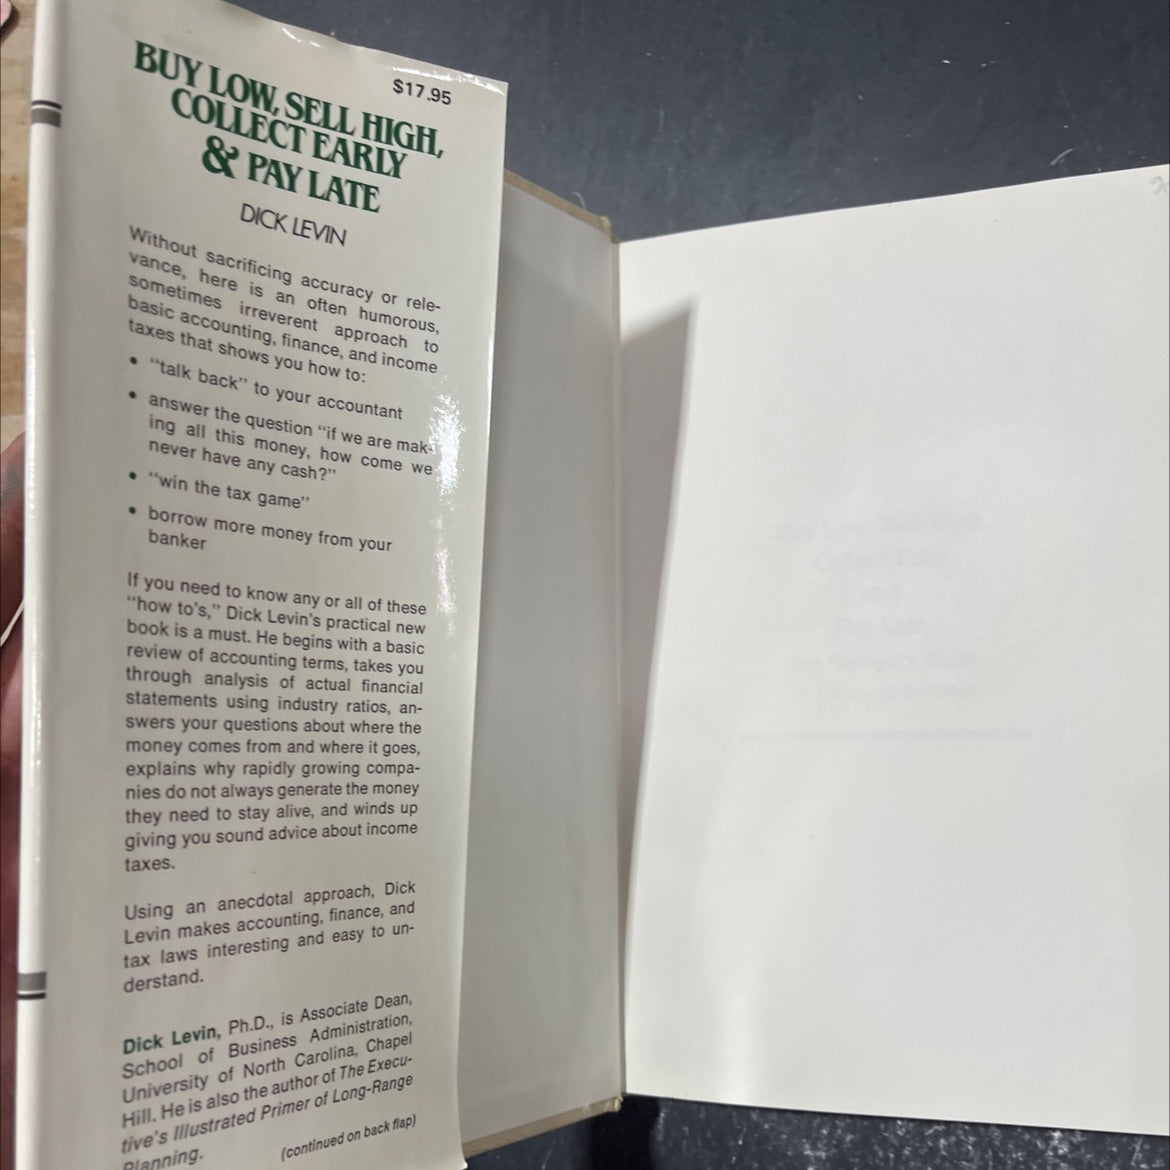 $17.95
BUY LOW, SELL HIGH,
COLLECT EARLY
& PAY LATE
DICK LEVIN
Without sacrificing accuracy or rele-
vance, here is an often humorous,
sometimes irreverent approach to
basic accounting, finance, and income
taxes that shows you how to:
• "talk back" to your accountant
• answer the question "if we are mak-
ing all this money, how come we
never have any cash?"
• "win the tax game"
• borrow more money from your
banker
If you need to know any or all of these
"how to's," Dick Levin's practical new
book is a must. He begins with a basic
review of accounting terms, takes you
through analysis of actual financial
statements using industry ratios, an-
swers your questions about where the
money comes from and where it goes,
explains why rapidly growing compa-
nies do not always generate the money
they need to stay alive, and winds up
giving you sound advice about income
taxes.
Using an anecdotal approach, Dick
Levin makes accounting, finance, and
tax laws interesting and easy to un-
derstand.
Dick Levin, Ph.D., is Associate Dean,
School of Business Administration,
University of North Carolina, Chapel
Hill. He is also the author of The Execu-
tive's Illustrated Primer of Long-Range
Planning.
(continued on back flap)